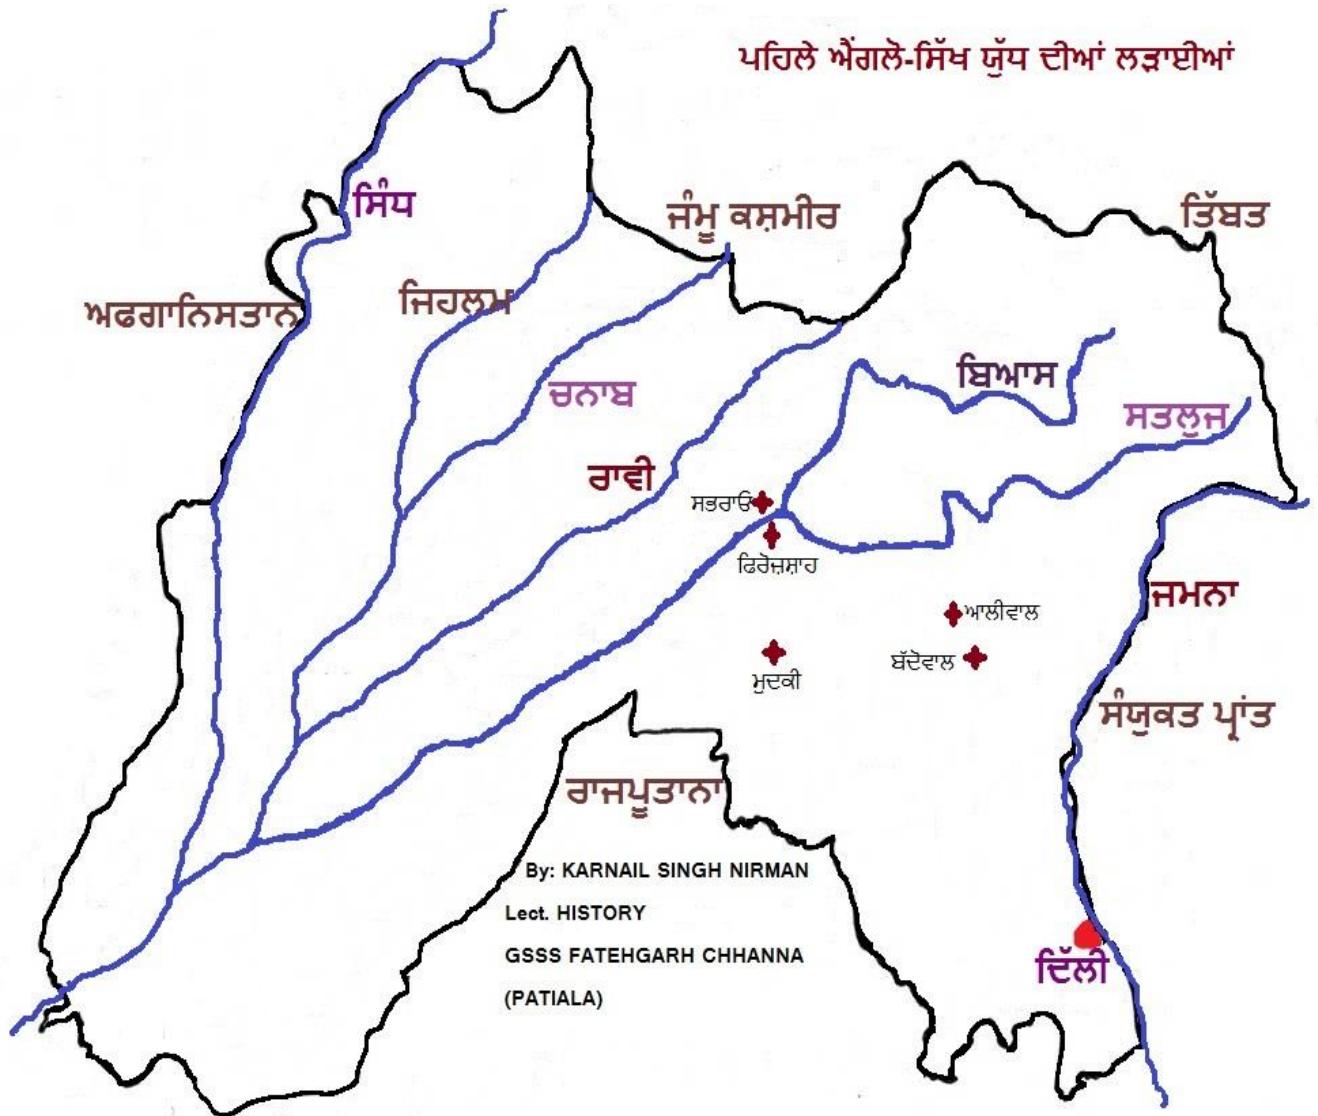 ਪਹਿਲੇ ਐਂਗਲੋ-ਸਿੱਖ ਯੁੱਧ ਦੀਆਂ ਲੜਾਈਆਂ
ਸਿੰਧ
ਜੰਮੂ ਕਸ਼ਮੀਰ
ਤਿੱਬਤ
ਅਫਗਾਨਿਸਤਾਨ
ਜਿਹਲਮ
ਬਿਆਸ
ਚਨਾਬ
ਸਤਲੁਜ
ਰਾਵੀ
ਸਭਰਾਓ
ਫਿਰੋਜ਼ਸ਼ਾਹ
ਜਮਨਾ
ਆਲੀਵਾਲ
ਬੱਦੋਵਾਲ
ਮੁਦਕੀ
ਸੰਯੁਕਤ ਪ੍ਰਾਂਤ
ਰਾਜਪੂਤਾਨਾ
By: KARNAIL SINGH NIRMAN
Lect. HISTORY
GSSS FATEHGARH CHHANNA
(PATIALA)
ਦਿੱਲੀ